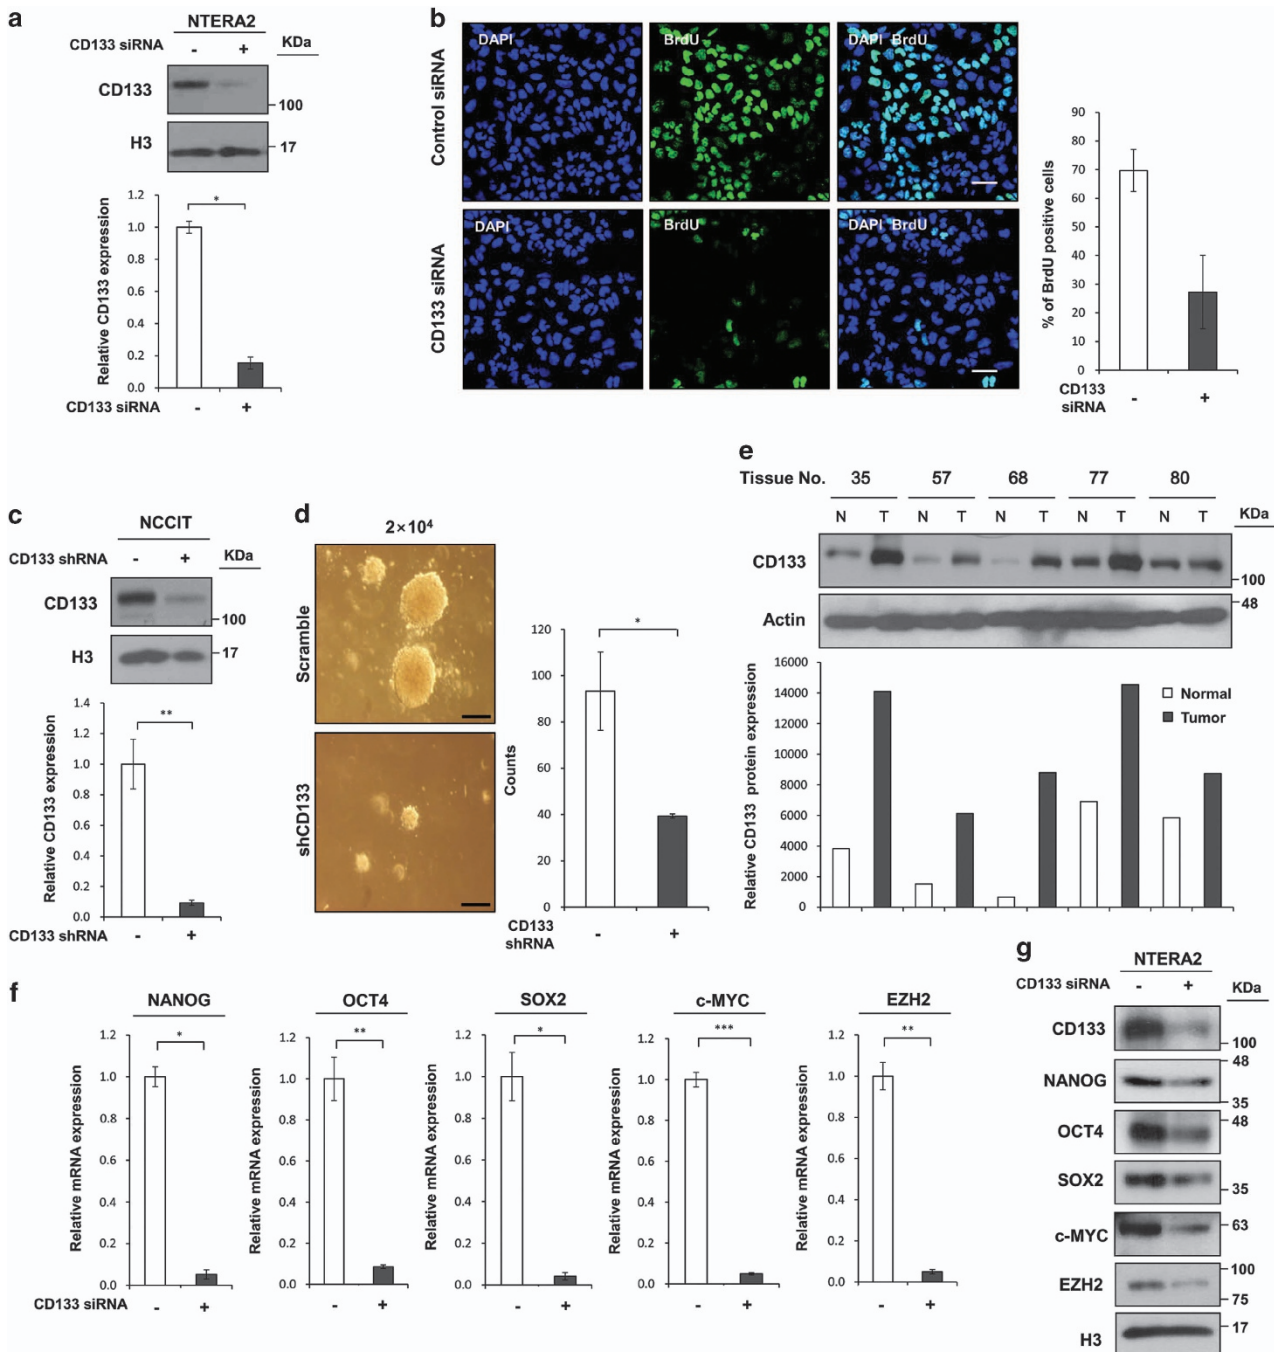 a
NTERA2
CD133 siRNA - + KDa
CD133
100
H3
17
1.2
1.0
0.8
0.6
0.4
0.2
0.0
*
Relative CD133 expression
CD133 siRNA - +
b
Control siRNA
DAPI
BrdU
DAPI BrdU
CD133 siRNA
DAPI
BrdU
DAPI BrdU
90
80
70
60
50
40
30
20
10
0
% of BrdU positive cells
CD133
siRNA
- +
c
NCCIT
CD133 shRNA - + KDa
CD133
100
H3
17
1.4
1.2
1.0
0.8
0.6
0.4
0.2
0.0
**
Relative CD133 expression
CD133 shRNA - +
d
2×10⁴
Scramble
shCD133
120
100
80
60
40
20
0
*
Counts
CD133
shRNA
- +
e
Tissue No. 35 57 68 77 80
N T N T N T N T N T KDa
CD133
100
48
Actin
16000
14000
12000
10000
8000
6000
4000
2000
0
Relative CD133 protein expression
Normal
Tumor
f
NANOG
*
1.2
1.0
0.8
0.6
0.4
0.2
0.0
Relative mRNA expression
OCT4
**
1.2
1.0
0.8
0.6
0.4
0.2
0.0
Relative mRNA expression
SOX2
*
1.2
1.0
0.8
0.6
0.4
0.2
0.0
Relative mRNA expression
c-MYC
***
1.2
1.0
0.8
0.6
0.4
0.2
0.0
Relative mRNA expression
EZH2
**
1.2
1.0
0.8
0.6
0.4
0.2
0.0
Relative mRNA expression
CD133 siRNA - + - + - + - + - +
g
NTERA2
CD133 siRNA - + KDa
CD133
100
48
NANOG
35
48
OCT4
SOX2
35
c-MYC
63
100
EZH2
75
17
H3